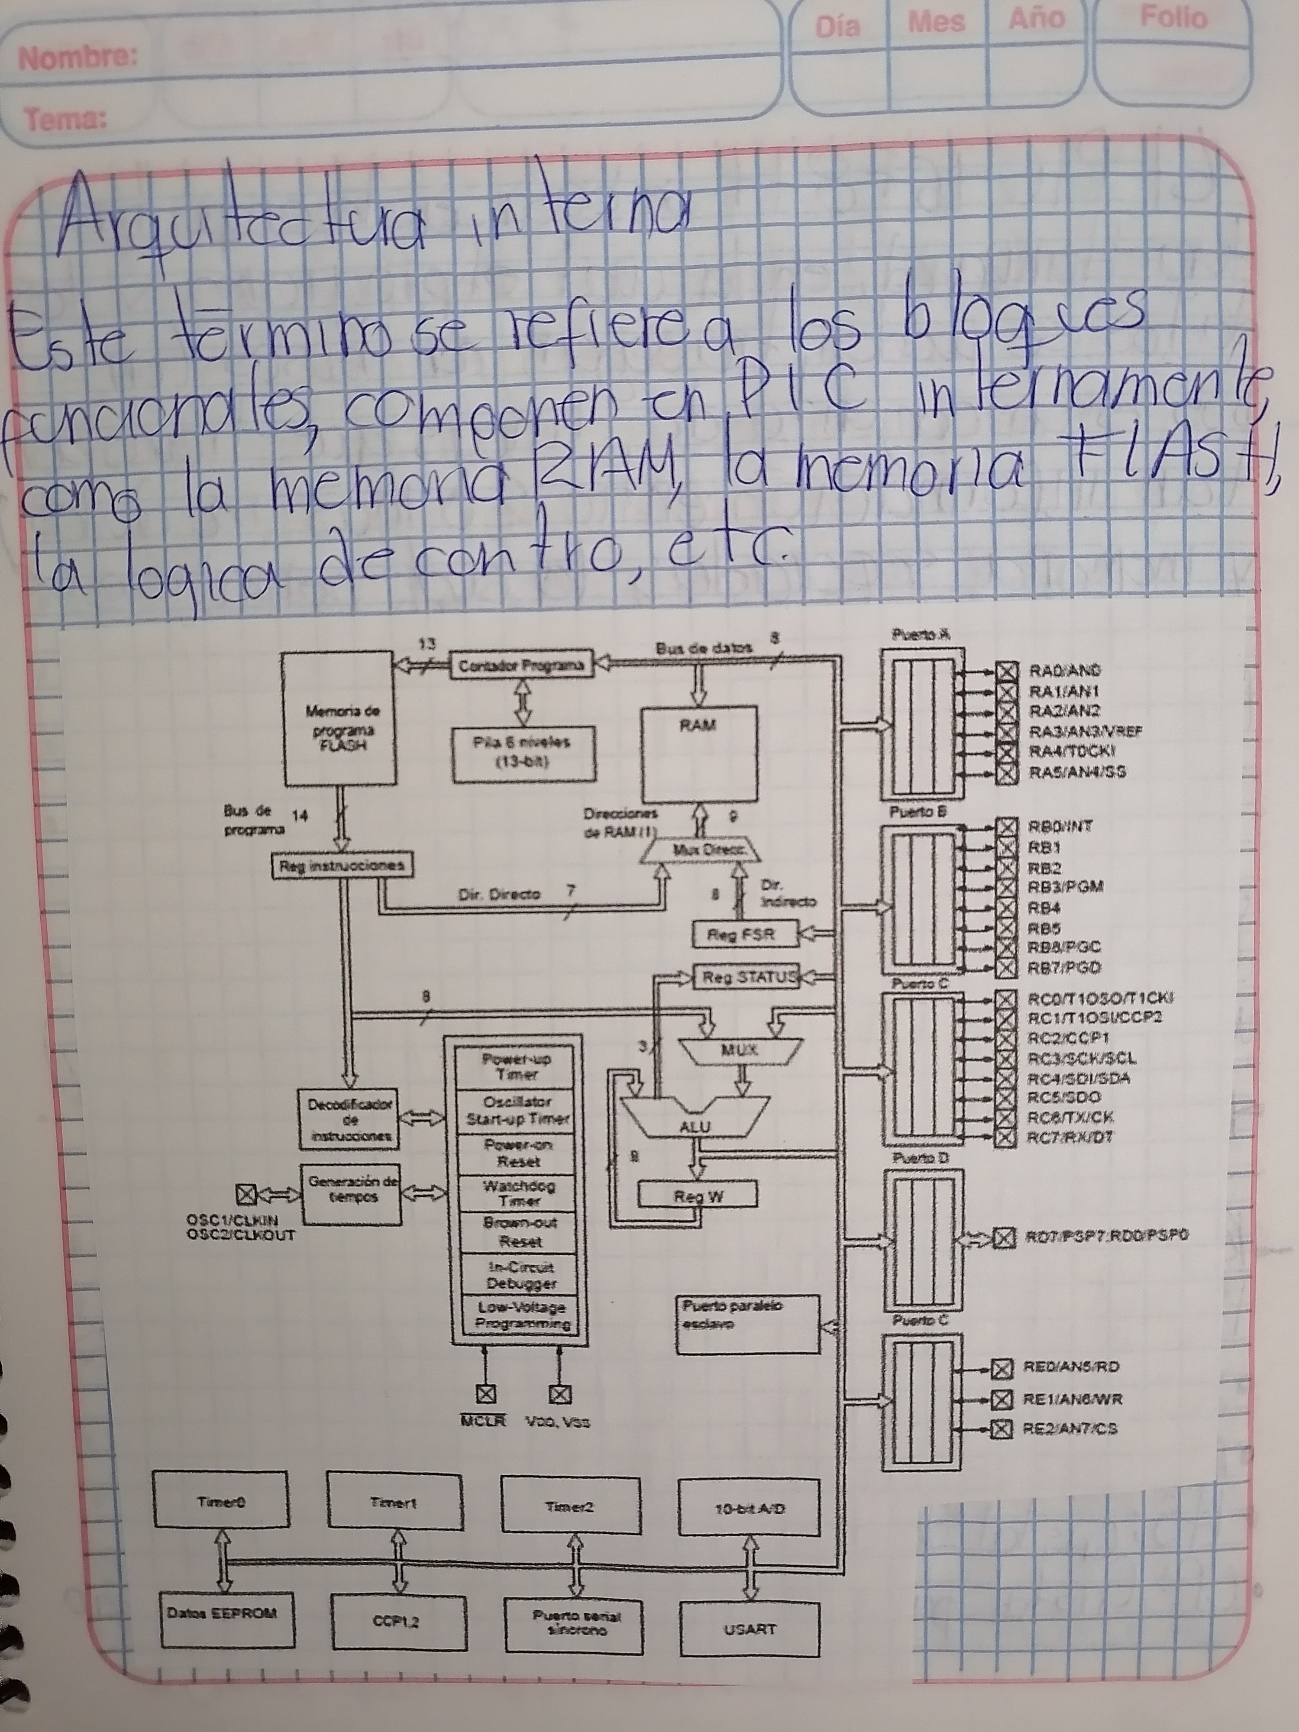 Nombre:
Día
Mes
Año
Folio
Tema:
Arquitectura interna
Este término se refiere a los bloques
funcionales, componen en PIC internamente,
como la memoria RAM, la memoria FLASH,
la logica de contro, etc.
13
Contador Programa
Bus de datos
8
Memoria de
programa
FLASH
Pila 6 niveles
(13-bit)
RAM
Bus de
programa
14
Direcciones
de RAM (1)
9
Mux Direcc.
Reg instrucciones
Dir. Directo
7
8
Dir.
Indirecto
Reg FSR
Reg STATUS
8
3
MUX
Power-up
Timer
Oscillator
Start-up Timer
Power-on
Reset
Watchdog
Timer
Brown-out
Reset
In-Circuit
Debugger
Low-Voltage
Programming
Decodificador
de
instrucciones
Generación de
tiempos
OSC1/CLKIN
OSC2/CLKOUT
ALU
8
Reg W
Puerto paralelo
esclavo
MCLR
VDD, VSS
Puerto A
RA0/AN0
RA1/AN1
RA2/AN2
RA3/AN3/VREF
RA4/T0CKI
RA5/AN4/SS
Puerto B
RB0/INT
RB1
RB2
RB3/PGM
RB4
RB5
RB6/PGC
RB7/PGD
Puerto C
RC0/T1OSO/T1CKI
RC1/T1OSI/CCP2
RC2/CCP1
RC3/SCK/SCL
RC4/SDI/SDA
RC5/SDO
RC6/TX/CK
RC7/RX/DT
Puerto D
RD7/PSP7:RD0/PSP0
Puerto C
RE0/AN5/RD
RE1/AN6/WR
RE2/AN7/CS
Timer0
Timer1
Timer2
10-bit A/D
Datos EEPROM
CCP1,2
Puerto serial
síncrono
USART